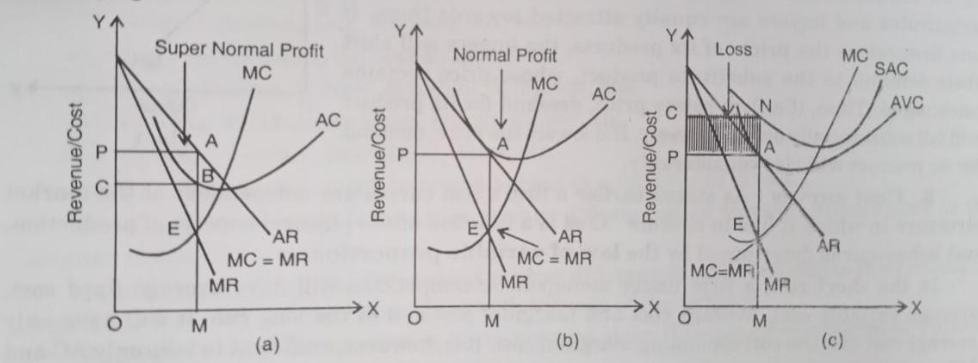 Y
Super Normal Profit
MC
AC
Revenue/Cost
P
A
B
C
E
AR
MC = MR
MR
O
M
X
(a)
Y
Normal Profit
MC
AC
Revenue/Cost
P
A
E
AR
MC = MR
MR
O
M
X
(b)
Y
Loss
MC
SAC
AVC
Revenue/Cost
N
C
A
P
E
AR
MC=MR
MR
O
M
X
(c)